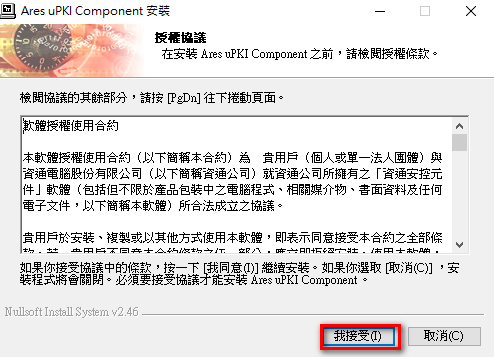 Ares uPKI Component 安裝
授權協議
在安裝 Ares uPKI Component 之前，請檢閱授權條款。
檢閱協議的其餘部分，請按 [PgDn] 往下捲動頁面。
軟體授權使用合約
本軟體授權使用合約（以下簡稱本合約）為　貴用戶（個人或單一法人團體）與
資通電腦股份有限公司（以下簡稱資通公司）就資通公司所擁有之「資通安控元
件」軟體（包括但不限於產品包裝中之電腦程式、相關媒介物、書面資料及任何
電子文件，以下簡稱本軟體）所合法成立之協議。
貴用戶於安裝、複製或以其他方式使用本軟體，即表示同意接受本合約之全部條
如果你接受協議中的條款，按一下 [我同意(I)] 繼續安裝。如果你選取 [取消(C)] ，安
裝程式將會關閉。必須要接受協議才能安裝 Ares uPKI Component 。
Nullsoft Install System v2.46
我接受(I)
取消(C)